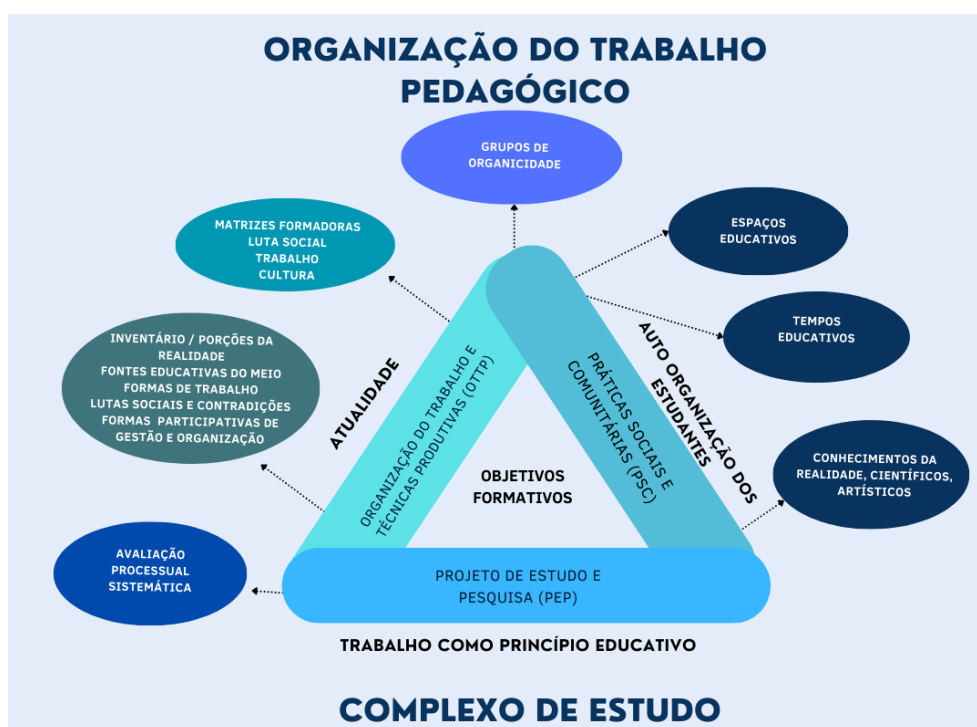 ORGANIZAÇÃO DO TRABALHO
PEDAGÓGICO
GRUPOS DE
ORGANICIDADE
MATRIZES FORMADORAS
LUTA SOCIAL
TRABALHO
CULTURA
ESPAÇOS
EDUCATIVOS
INVENTÁRIO / PORÇÕES DA
REALIDADE
FONTES EDUCATIVAS DO MEIO
FORMAS DE TRABALHO
LUTAS SOCIAIS E CONTRADIÇÕES
FORMAS PARTICIPATIVAS DE
GESTÃO E ORGANIZAÇÃO
TEMPOS
EDUCATIVOS
ATUALIDADE
ORGANIZAÇÃO DO TRABALHO E
TÉCNICAS PRODUTIVAS (OTTP)
PRÁTICAS SOCIAIS E
COMUNITÁRIAS (PSC)
AUTO ORGANIZAÇÃO DOS
ESTUDANTES
OBJETIVOS
FORMATIVOS
CONHECIMENTOS DA
REALIDADE, CIENTÍFICOS,
ARTÍSTICOS
AVALIAÇÃO
PROCESSUAL
SISTEMÁTICA
PROJETO DE ESTUDO E
PESQUISA (PEP)
TRABALHO COMO PRINCÍPIO EDUCATIVO
COMPLEXO DE ESTUDO